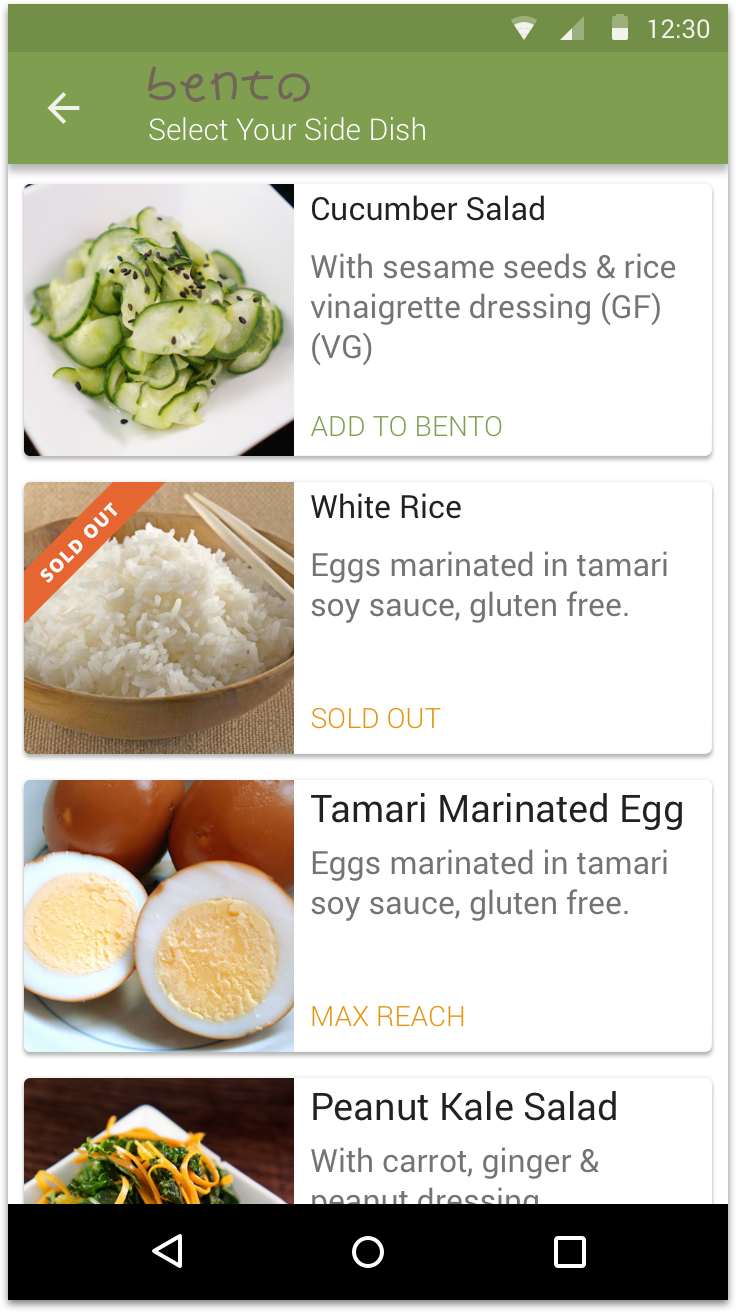 12:30
bento
Select Your Side Dish
Cucumber Salad
With sesame seeds & rice
vinaigrette dressing (GF)
(VG)
ADD TO BENTO
SOLD OUT
White Rice
Eggs marinated in tamari
soy sauce, gluten free.
SOLD OUT
Tamari Marinated Egg
Eggs marinated in tamari
soy sauce, gluten free.
MAX REACH
Peanut Kale Salad
With carrot, ginger &
peanut dressing